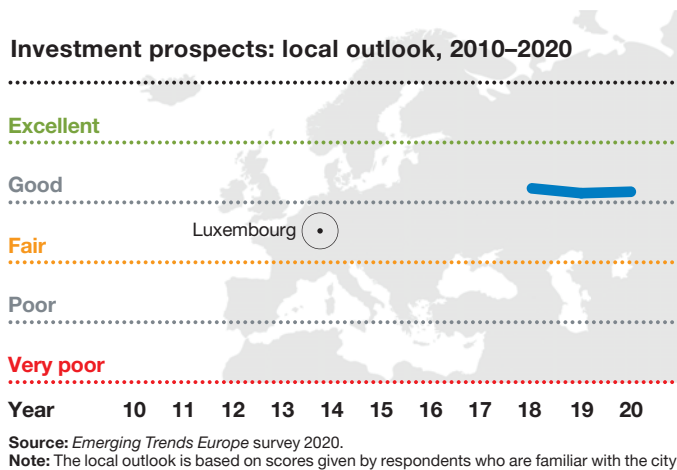 Investment prospects: local outlook, 2010–2020
Excellent
Good
Luxembourg
Fair
Poor
Very poor
Year 10 11 12 13 14 15 16 17 18 19 20
Source: Emerging Trends Europe survey 2020.
Note: The local outlook is based on scores given by respondents who are familiar with the city